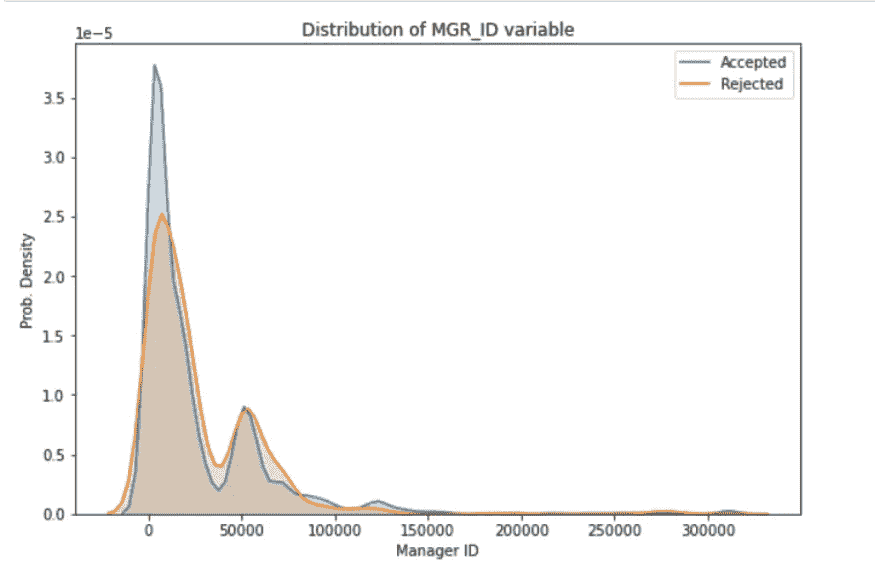 Distribution of MGR_ID variable
1e−5
Accepted
Rejected
3.5
3.0
2.5
2.0
1.5
1.0
0.5
0.0
Prob. Density
0 50000 100000 150000 200000 250000 300000
Manager ID